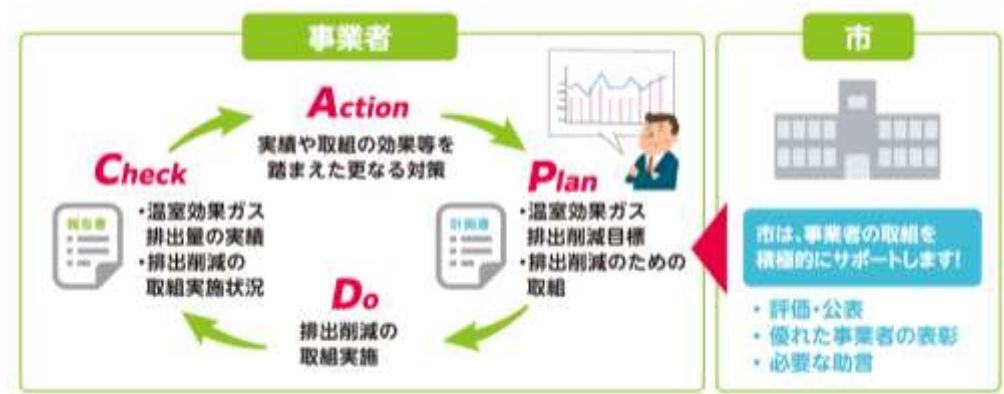 事業者
Action
実績や取組の効果等を
踏まえた更なる対策
Check
報告書
・温室効果ガス
排出量の実績
・排出削減の
取組実施状況
Plan
計画書
・温室効果ガス
排出削減目標
・排出削減のための
取組
Do
排出削減の
取組実施
市
市は、事業者の取組を
積極的にサポートします!
・評価・公表
・優れた事業者の表彰
・必要な助言